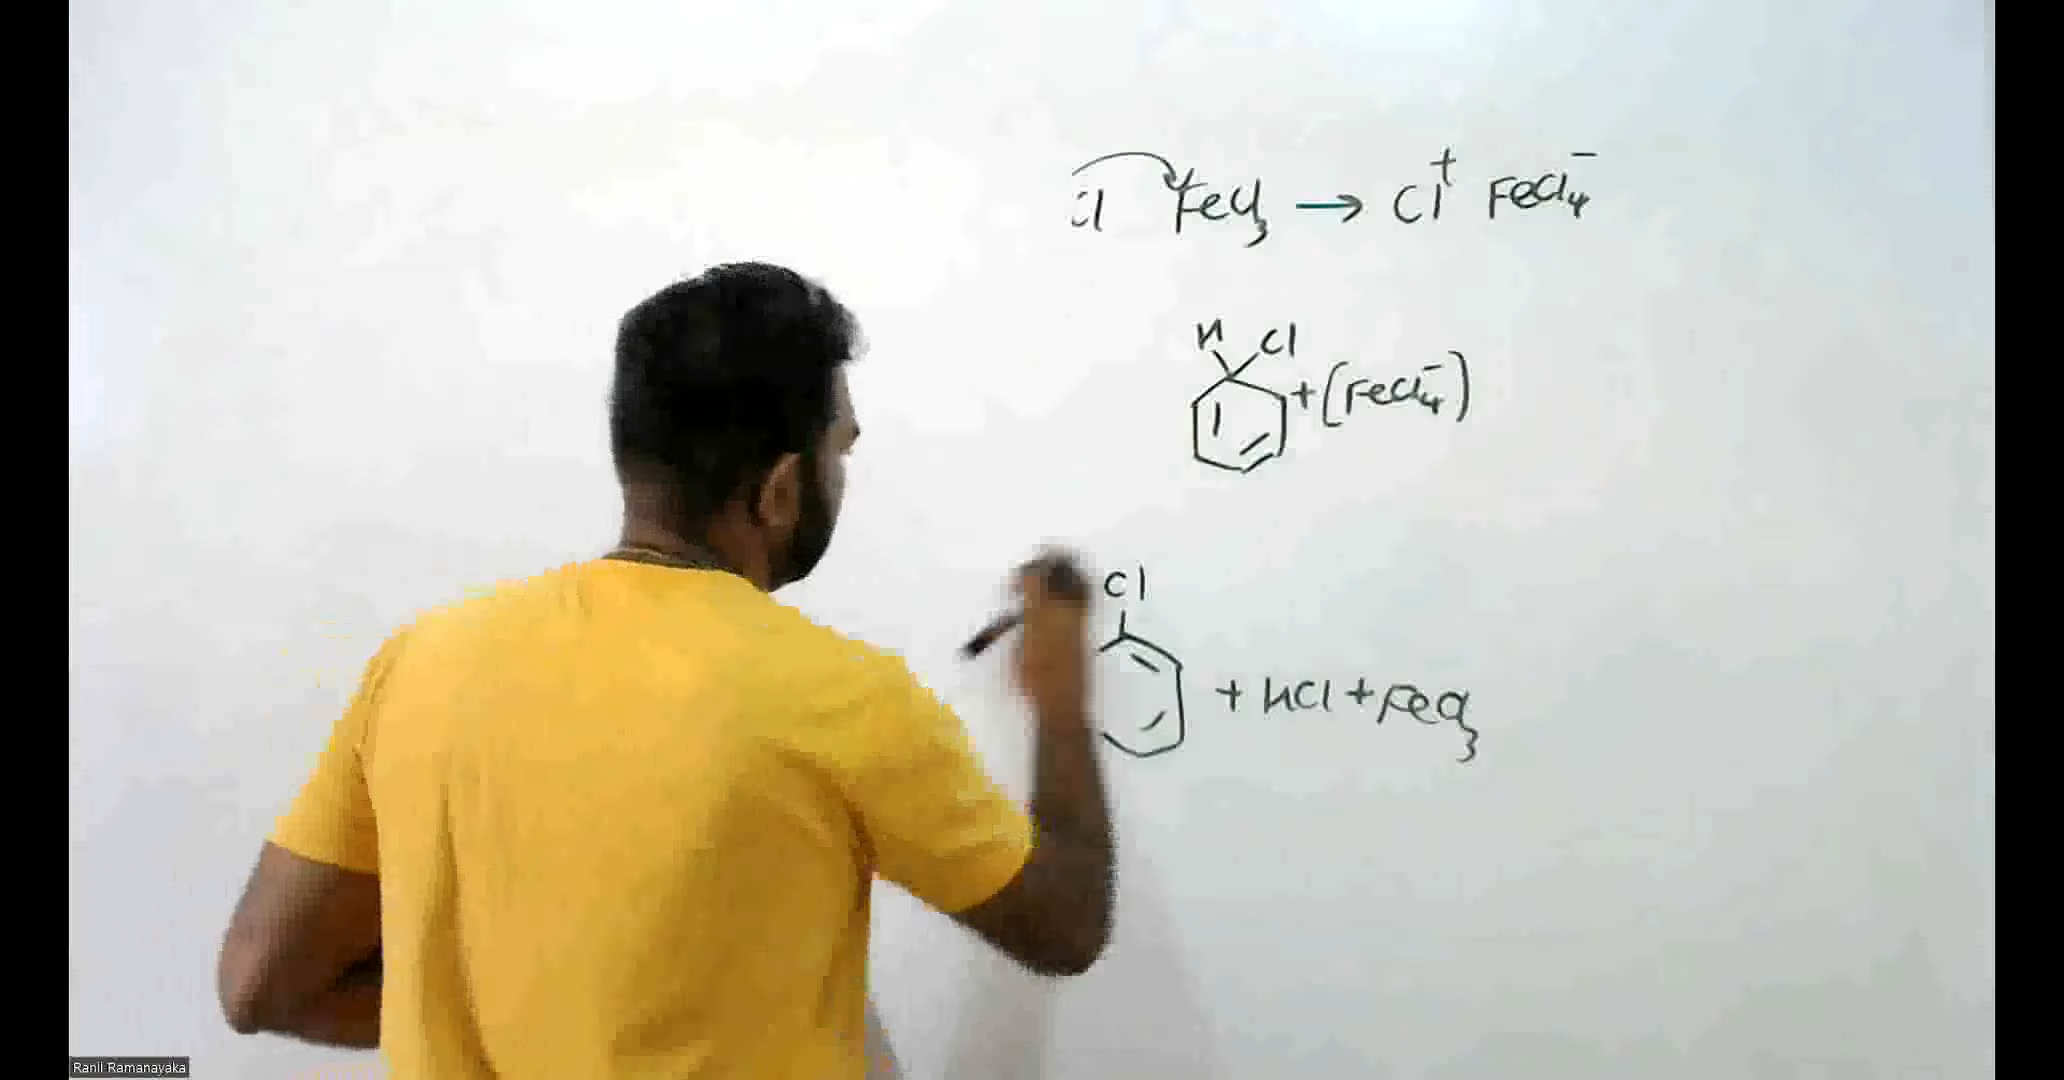 Cl FeCl₃ → Cl⁺ FeCl₄⁻
H Cl
+ (FeCl₄⁻)
Cl
+ HCl + FeCl₃
Ranil Ramanayaka